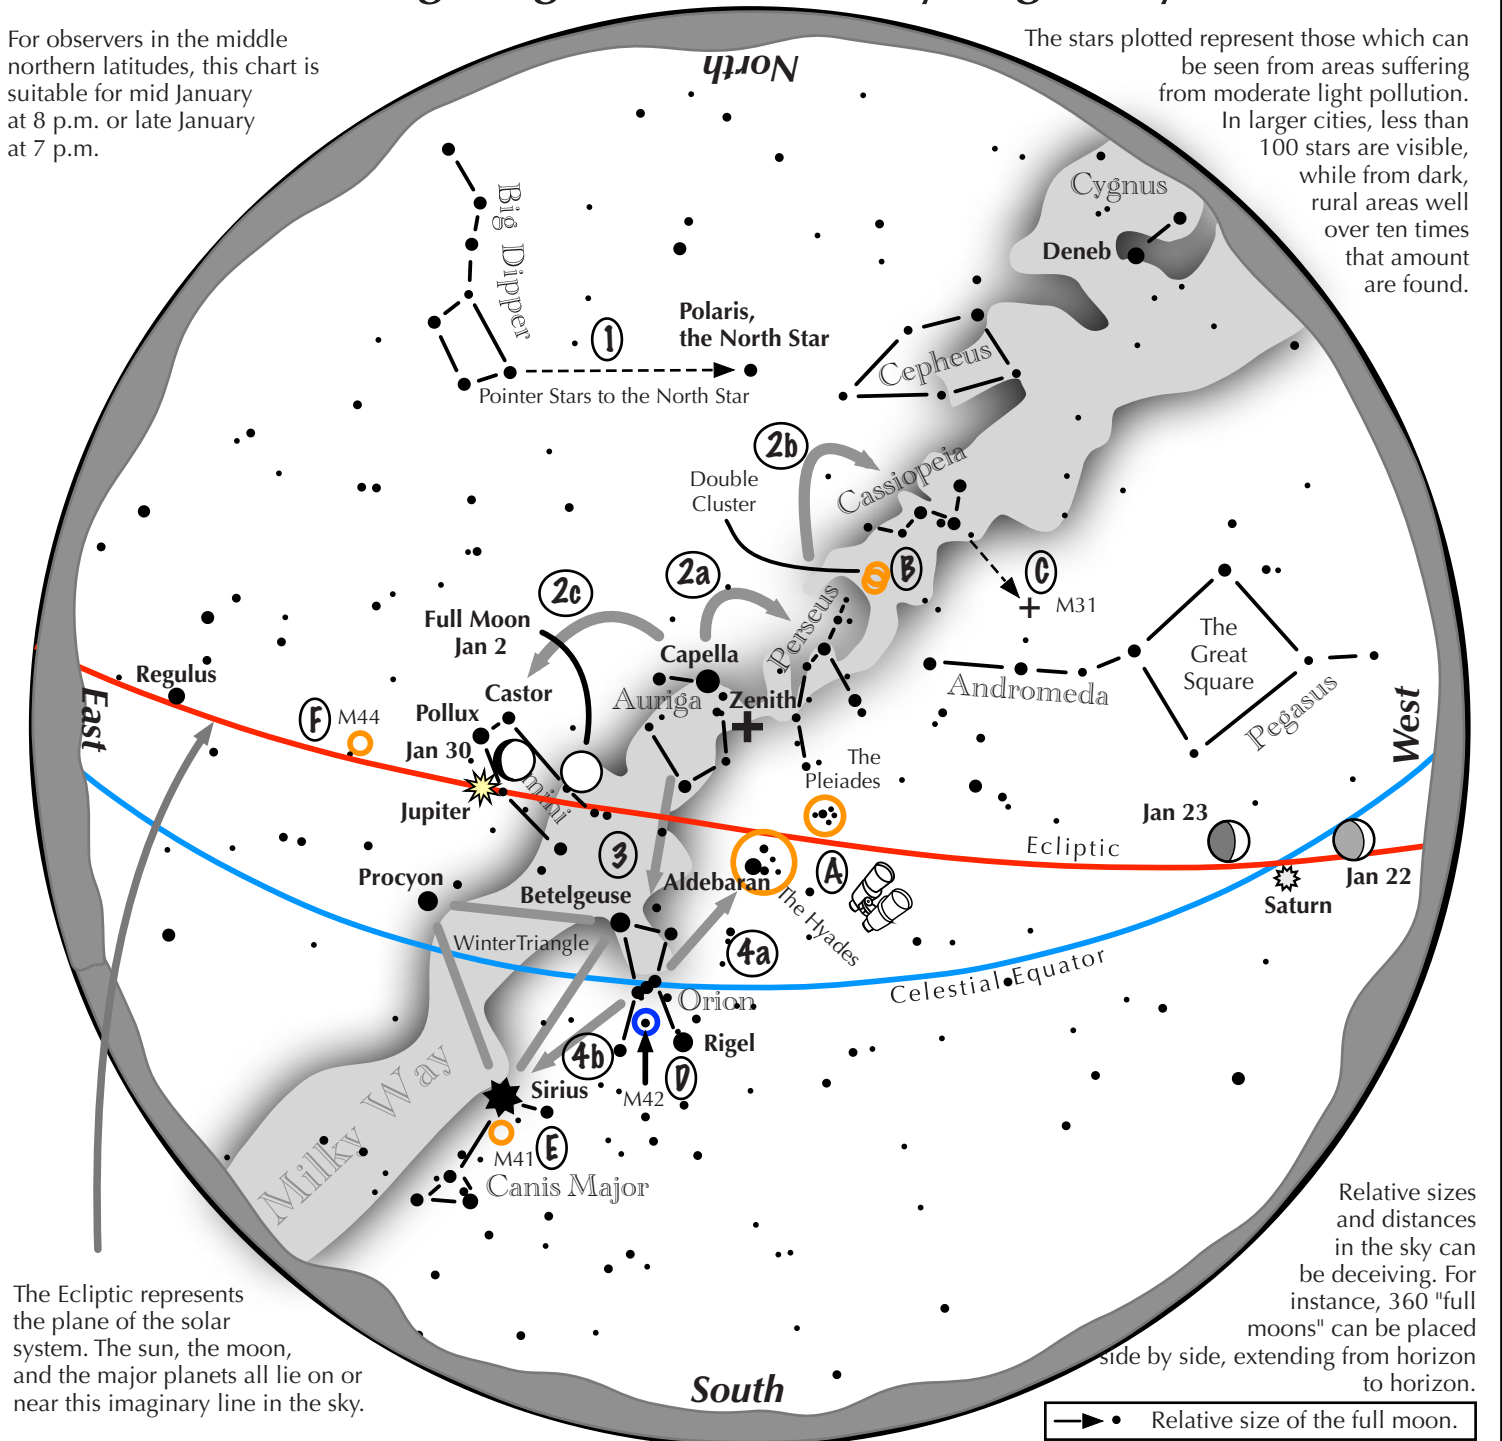 For observers in the middle
northern latitudes, this chart is
suitable for mid January
at 8 p.m. or late January
at 7 p.m.
The stars plotted represent those which can
be seen from areas suffering
from moderate light pollution.
In larger cities, less than
100 stars are visible,
while from dark,
rural areas well
over ten times
that amount
are found.
North
Big Dipper
Cygnus
Deneb
Polaris,
the North Star
1
Pointer Stars to the North Star
Cepheus
2b
Cassiopeia
Double
Cluster
B
C
M31
2a
2c
Full Moon
Jan 2
Perseus
Capella
Auriga
Zenith
Andromeda
The
Great
Square
Pegasus
Regulus
East
West
F
M44
Castor
Pollux
Jan 30
Jupiter
mini
The
Pleiades
Jan 23
Ecliptic
Jan 22
Saturn
3
A
Procyon
Betelgeuse
Aldebaran
The Hyades
WinterTriangle
4a
Celestial Equator
Orion
Rigel
4b
D
M42
Sirius
M41
E
Canis Major
Milky Way
The Ecliptic represents
the plane of the solar
system. The sun, the moon,
and the major planets all lie on or
near this imaginary line in the sky.
South
Relative sizes
and distances
in the sky can
be deceiving. For
instance, 360 "full
moons" can be placed
side by side, extending from horizon
to horizon.
Relative size of the full moon.